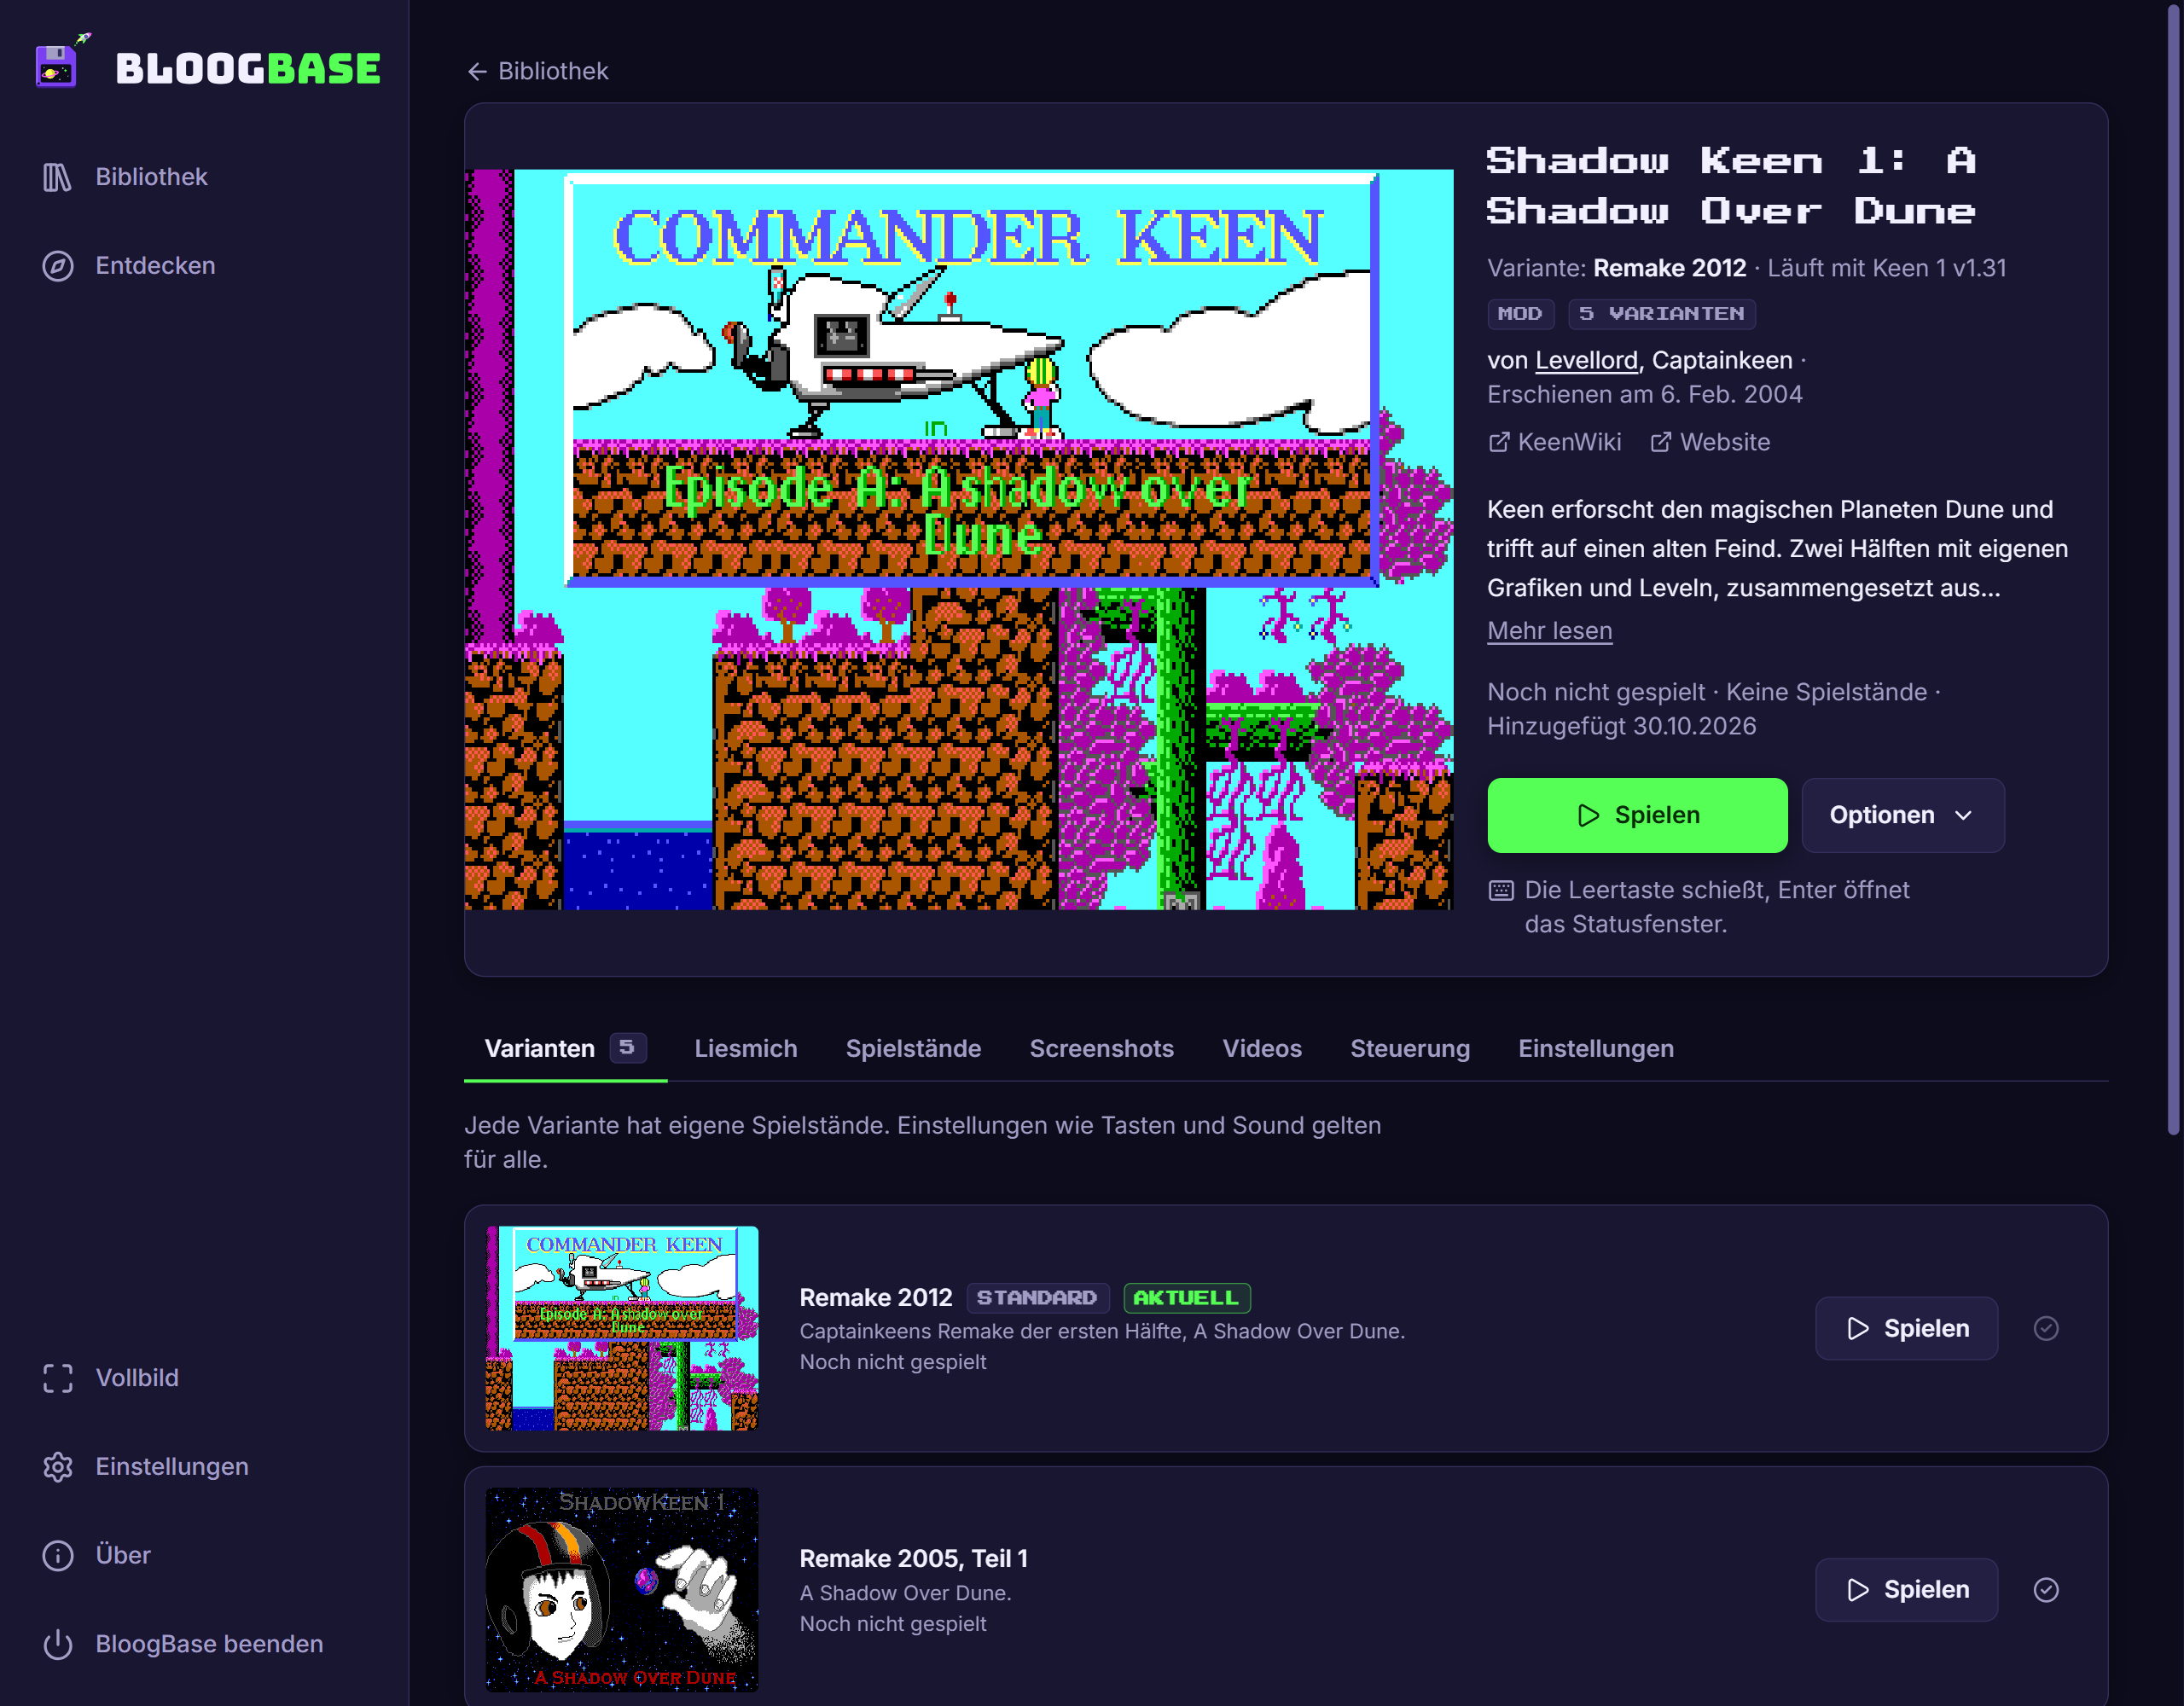 BLOOGBASE
Bibliothek
Entdecken
Vollbild
Einstellungen
Über
BloogBase beenden
Bibliothek
COMMANDER KEEN
in
Episode A: A shadow over
Dune
Shadow Keen 1: A
Shadow Over Dune
Variante: Remake 2012 · Läuft mit Keen 1 v1.31
MOD
5 VARIANTEN
von Levellord, Captainkeen ·
Erschienen am 6. Feb. 2004
KeenWiki
Website
Keen erforscht den magischen Planeten Dune und
trifft auf einen alten Feind. Zwei Hälften mit eigenen
Grafiken und Leveln, zusammengesetzt aus…
Mehr lesen
Noch nicht gespielt · Keine Spielstände ·
Hinzugefügt 30.10.2026
Spielen
Optionen
Die Leertaste schießt, Enter öffnet
das Statusfenster.
Varianten 5
Liesmich
Spielstände
Screenshots
Videos
Steuerung
Einstellungen
Jede Variante hat eigene Spielstände. Einstellungen wie Tasten und Sound gelten
für alle.
COMMANDER KEEN
Episode A: A shadow over
Dune
Remake 2012 STANDARD AKTUELL
Captainkeens Remake der ersten Hälfte, A Shadow Over Dune.
Noch nicht gespielt
Spielen
ShadowKeen 1
A Shadow Over Dune
Remake 2005, Teil 1
A Shadow Over Dune.
Noch nicht gespielt
Spielen